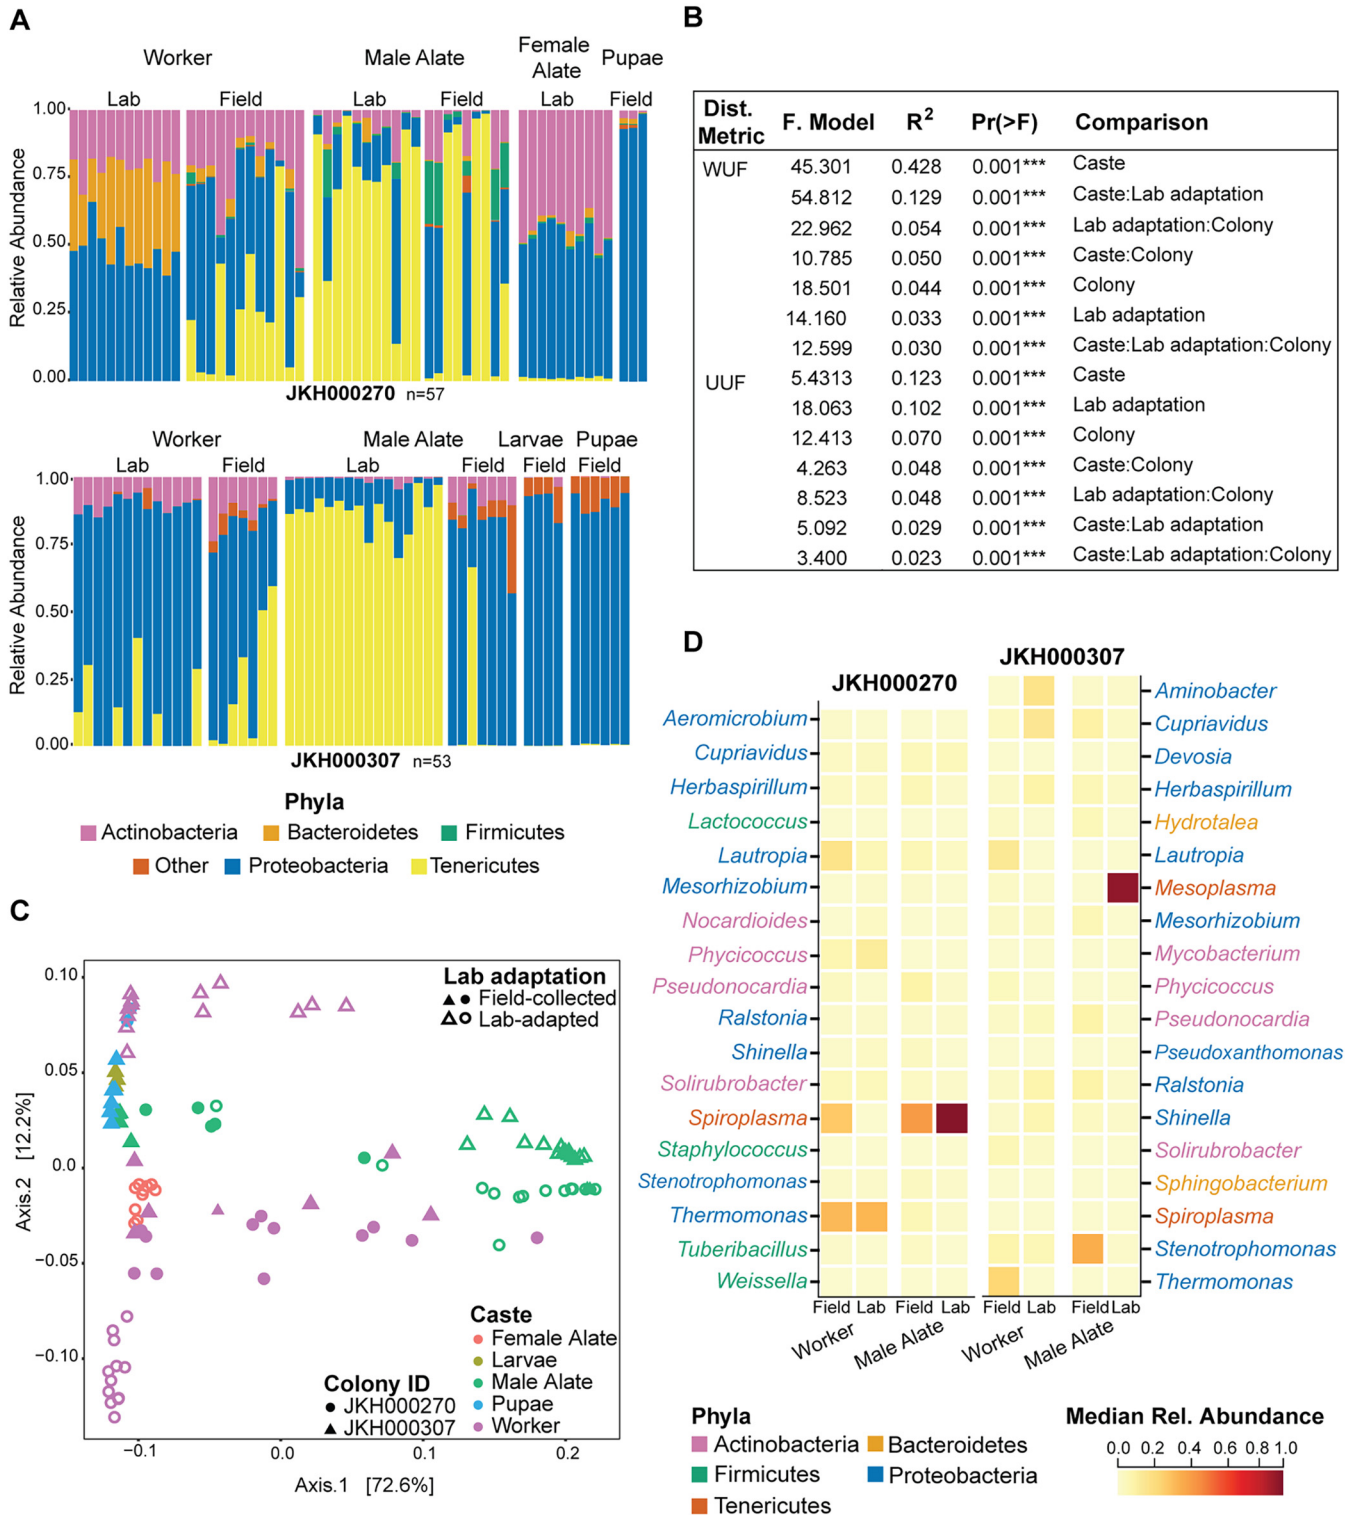 A
Worker
Male Alate
Female
Alate
Pupae
Lab
Field
Lab
Field
Lab
Field
Relative Abundance
1.00
0.75
0.50
0.25
0.00
JKH000270 n=57
Worker
Male Alate
Larvae
Pupae
Lab
Field
Lab
Field
Field
Field
Relative Abundance
1.00
0.75
0.50
0.25
0.00
JKH000307 n=53
Phyla
Actinobacteria Bacteroidetes Firmicutes
Other Proteobacteria Tenericutes
B
Dist. Metric F. Model R² Pr(>F) Comparison
WUF 45.301 0.428 0.001*** Caste
54.812 0.129 0.001*** Caste:Lab adaptation
22.962 0.054 0.001*** Lab adaptation:Colony
10.785 0.050 0.001*** Caste:Colony
18.501 0.044 0.001*** Colony
14.160 0.033 0.001*** Lab adaptation
12.599 0.030 0.001*** Caste:Lab adaptation:Colony
UUF 5.4313 0.123 0.001*** Caste
18.063 0.102 0.001*** Lab adaptation
12.413 0.070 0.001*** Colony
4.263 0.048 0.001*** Caste:Colony
8.523 0.048 0.001*** Lab adaptation:Colony
5.092 0.029 0.001*** Caste:Lab adaptation
3.400 0.023 0.001*** Caste:Lab adaptation:Colony
C
Axis.2 [12.2%]
0.10
0.05
0.0
−0.05
−0.10
Lab adaptation
Field-collected
Lab-adapted
Colony ID
JKH000270
JKH000307
Caste
Female Alate
Larvae
Male Alate
Pupae
Worker
−0.1 0.0 0.1 0.2
Axis.1 [72.6%]
D
JKH000270
JKH000307
Aeromicrobium
Cupriavidus
Herbaspirillum
Lactococcus
Lautropia
Mesorhizobium
Nocardioides
Phycicoccus
Pseudonocardia
Ralstonia
Shinella
Solirubrobacter
Spiroplasma
Staphylococcus
Stenotrophomonas
Thermomonas
Tuberibacillus
Weissella
Aminobacter
Cupriavidus
Devosia
Herbaspirillum
Hydrotalea
Lautropia
Mesoplasma
Mesorhizobium
Mycobacterium
Phycicoccus
Pseudonocardia
Pseudoxanthomonas
Ralstonia
Shinella
Solirubrobacter
Sphingobacterium
Spiroplasma
Stenotrophomonas
Thermomonas
Field Lab Field Lab Field Lab Field Lab
Worker Male Alate Worker Male Alate
Phyla
Actinobacteria Bacteroidetes
Firmicutes Proteobacteria
Tenericutes
Median Rel. Abundance
0.0 0.2 0.4 0.6 0.8 1.0